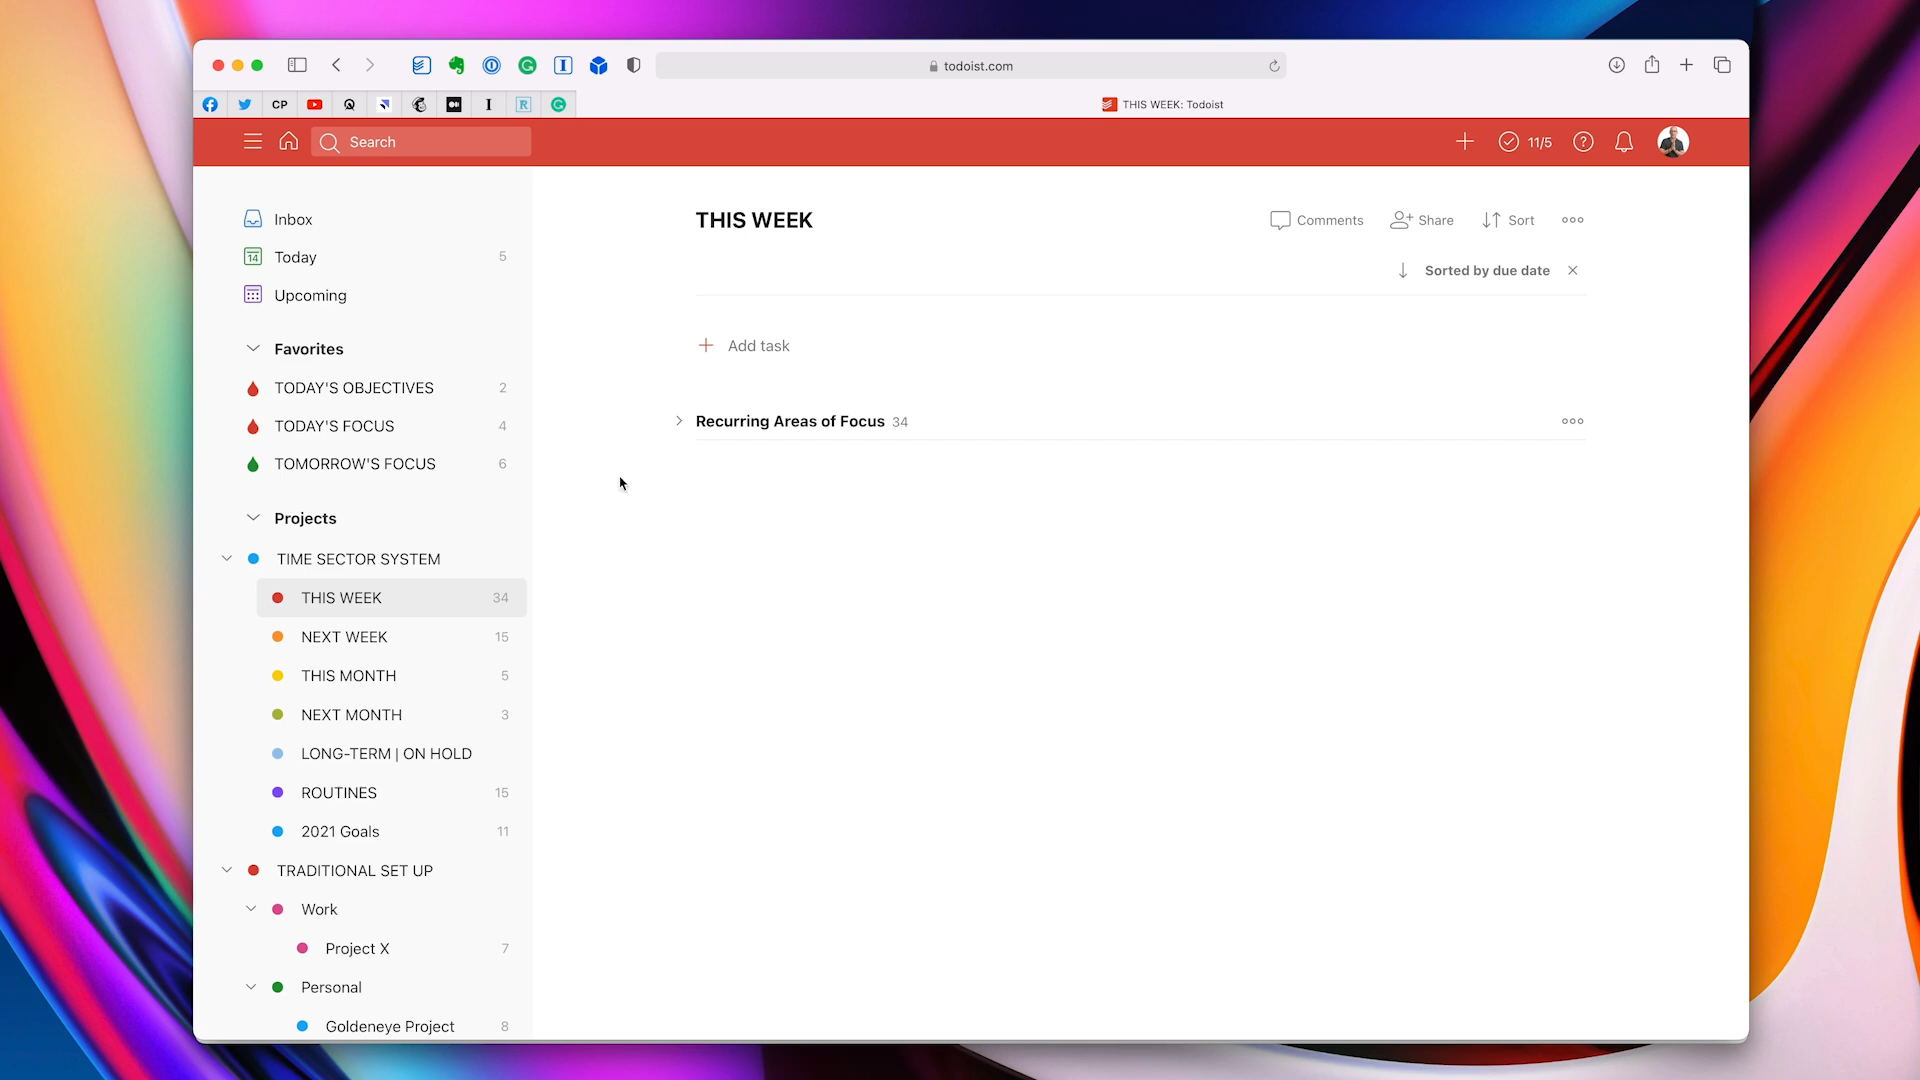 todoist.com
CP
I
R
THIS WEEK: Todoist
Search
11/5
Inbox
14 Today 5
Upcoming
Favorites
TODAY'S OBJECTIVES 2
TODAY'S FOCUS 4
TOMORROW'S FOCUS 6
Projects
TIME SECTOR SYSTEM
THIS WEEK 34
NEXT WEEK 15
THIS MONTH 5
NEXT MONTH 3
LONG-TERM | ON HOLD
ROUTINES 15
2021 Goals 11
TRADITIONAL SET UP
Work
Project X 7
Personal
Goldeneye Project 8
THIS WEEK
Comments Share Sort
Sorted by due date
Add task
Recurring Areas of Focus 34